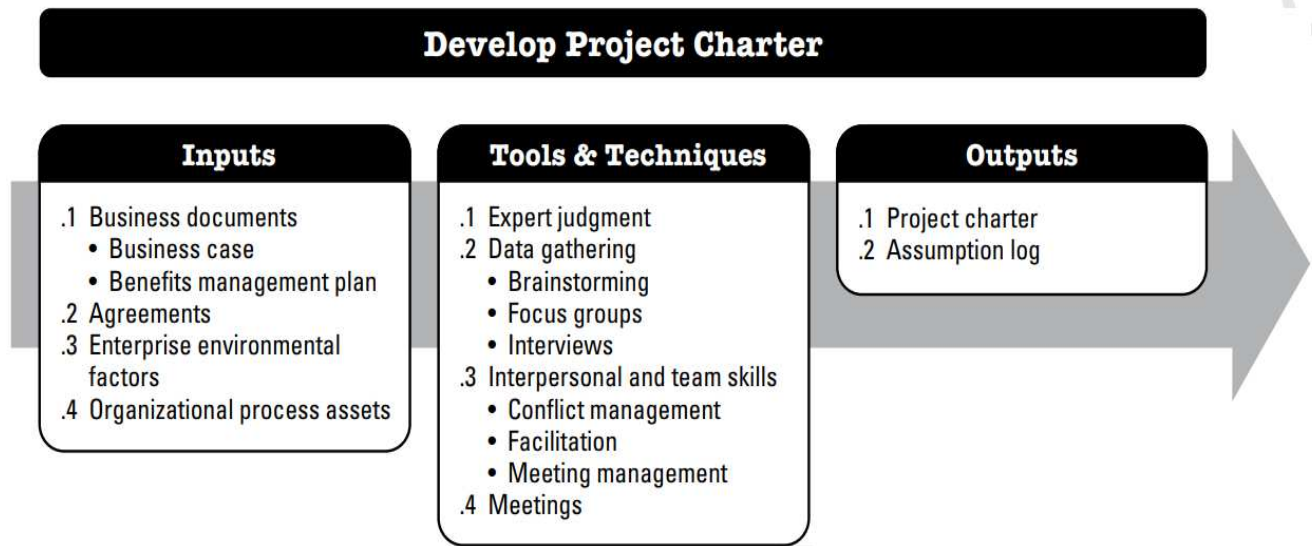 Develop Project Charter
Inputs
.1 Business documents
• Business case
• Benefits management plan
.2 Agreements
.3 Enterprise environmental
factors
.4 Organizational process assets
Tools & Techniques
.1 Expert judgment
.2 Data gathering
• Brainstorming
• Focus groups
• Interviews
.3 Interpersonal and team skills
• Conflict management
• Facilitation
• Meeting management
.4 Meetings
Outputs
.1 Project charter
.2 Assumption log